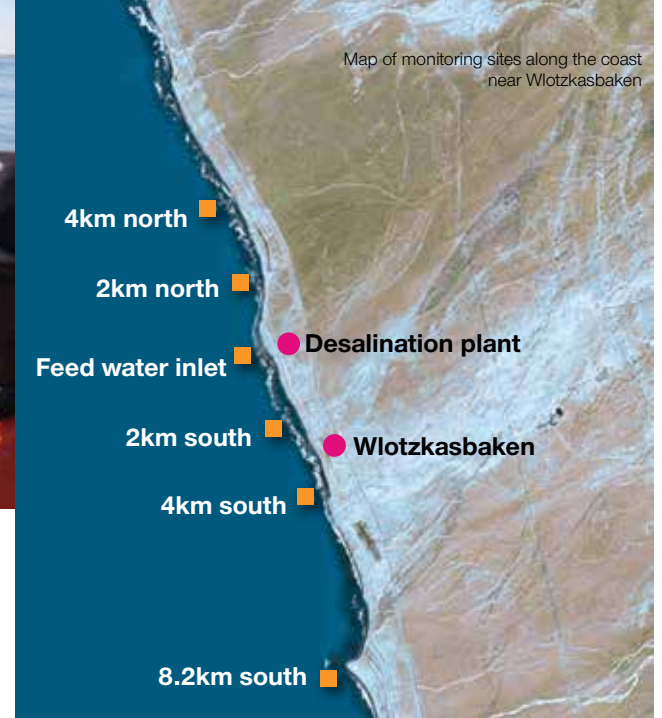 Map of monitoring sites along the coast
near Wlotzkasbaken
4km north
2km north
Desalination plant
Feed water inlet
2km south
Wlotzkasbaken
4km south
8.2km south